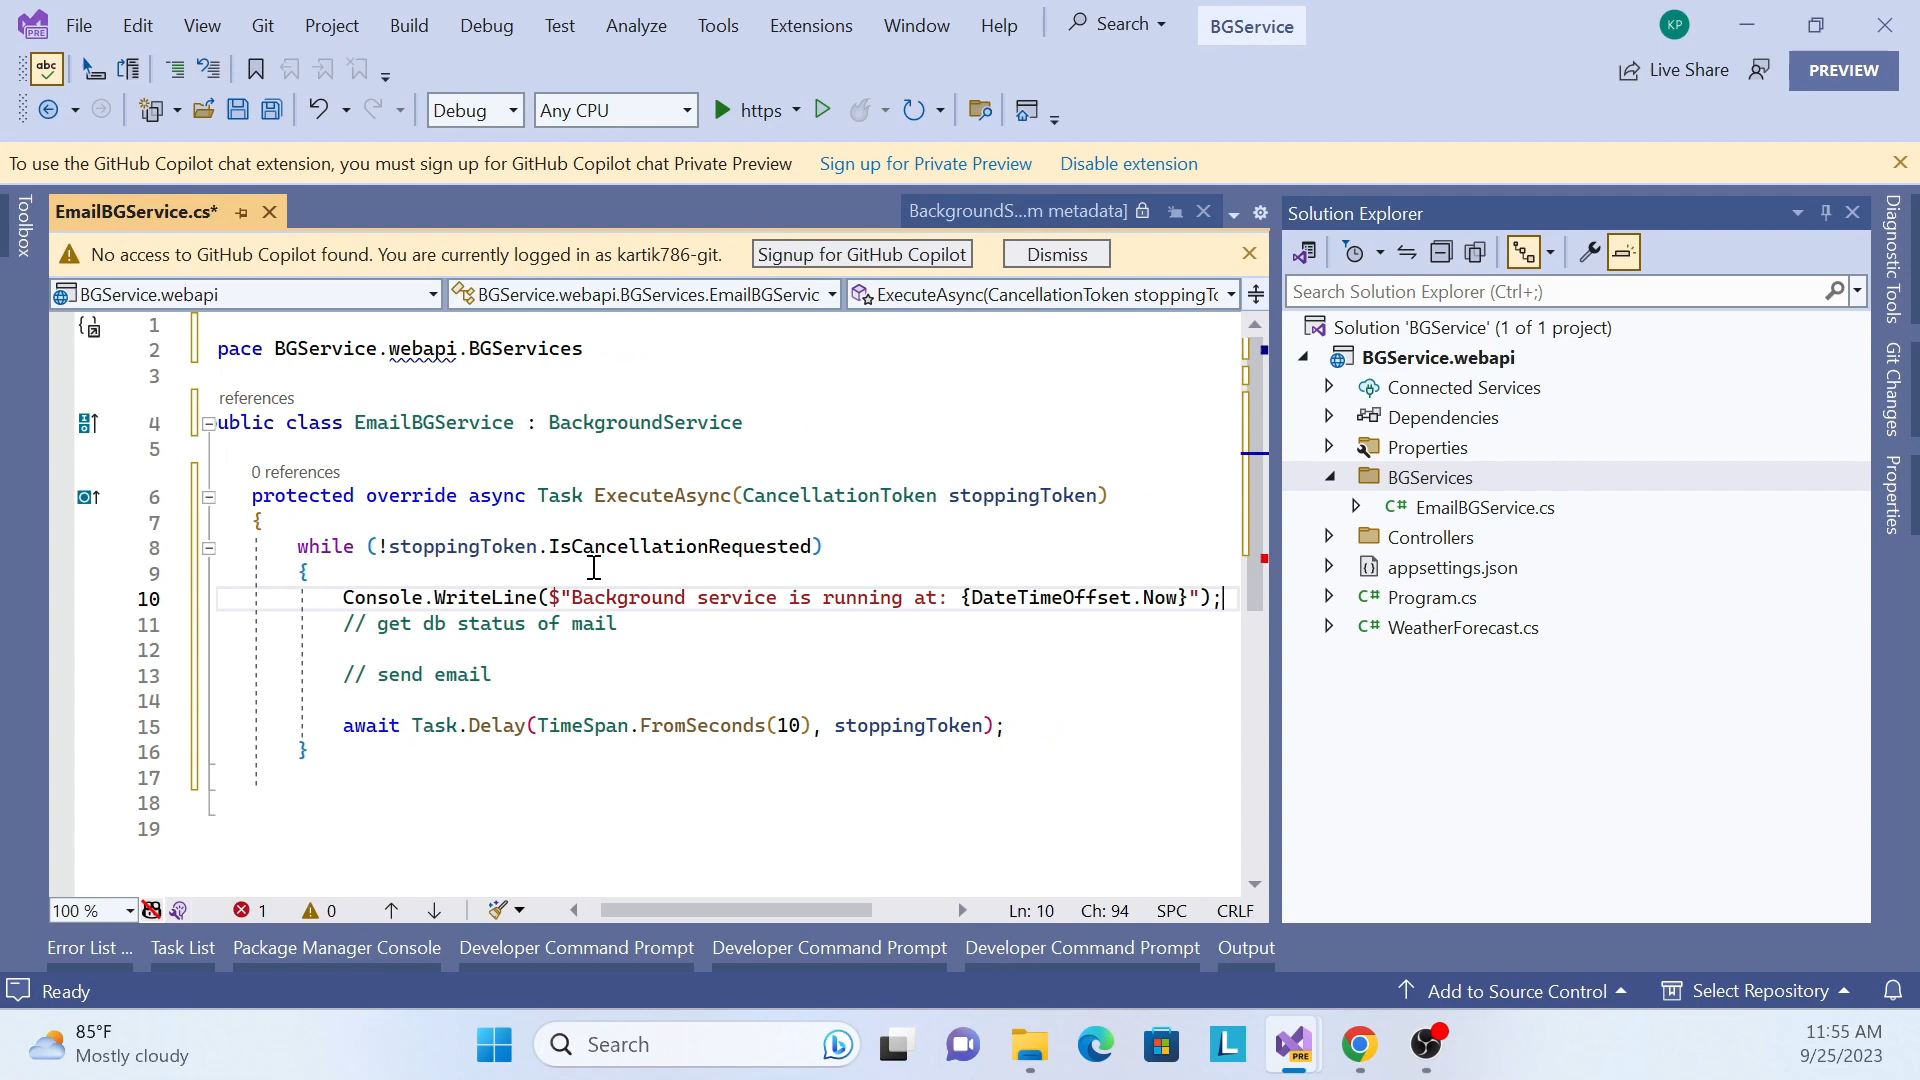 File Edit View Git Project Build Debug Test Analyze Tools Extensions Window Help Search BGService KP
PRE
abc
Live Share PREVIEW
Debug Any CPU https
To use the GitHub Copilot chat extension, you must sign up for GitHub Copilot chat Private Preview Sign up for Private Preview Disable extension
Toolbox
EmailBGService.cs* BackgroundS...m metadata]
No access to GitHub Copilot found. You are currently logged in as kartik786-git. Signup for GitHub Copilot Dismiss
BGService.webapi BGService.webapi.BGServices.EmailBGServic ExecuteAsync(CancellationToken stoppingTo
1
2 pace BGService.webapi.BGServices
3
references
4 ublic class EmailBGService : BackgroundService
5
0 references
6 protected override async Task ExecuteAsync(CancellationToken stoppingToken)
7 {
8 while (!stoppingToken.IsCancellationRequested)
9 {
10 Console.WriteLine($"Background service is running at: {DateTimeOffset.Now}");
11 // get db status of mail
12
13 // send email
14
15 await Task.Delay(TimeSpan.FromSeconds(10), stoppingToken);
16 }
17
18
19
100 % 1 0 Ln: 10 Ch: 94 SPC CRLF
Solution Explorer
Search Solution Explorer (Ctrl+;)
Solution 'BGService' (1 of 1 project)
BGService.webapi
Connected Services
Dependencies
Properties
BGServices
C# EmailBGService.cs
Controllers
appsettings.json
C# Program.cs
C# WeatherForecast.cs
Diagnostic Tools
Git Changes
Properties
Error List ... Task List Package Manager Console Developer Command Prompt Developer Command Prompt Developer Command Prompt Output
Ready Add to Source Control Select Repository
85°F
Mostly cloudy
Search
L
PRE
11:55 AM
9/25/2023